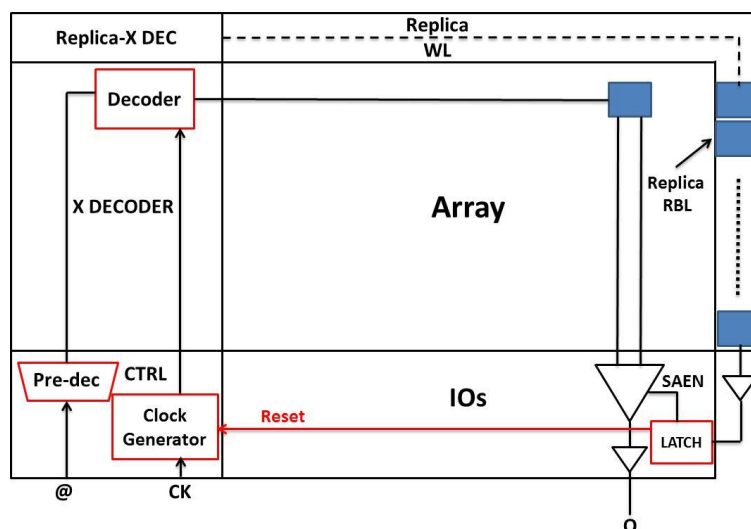 Replica-X DEC
Replica
WL
Decoder
X DECODER
Array
Replica
RBL
Pre-dec
CTRL
Clock
Generator
Reset
IOs
SAEN
LATCH
@
CK
Q